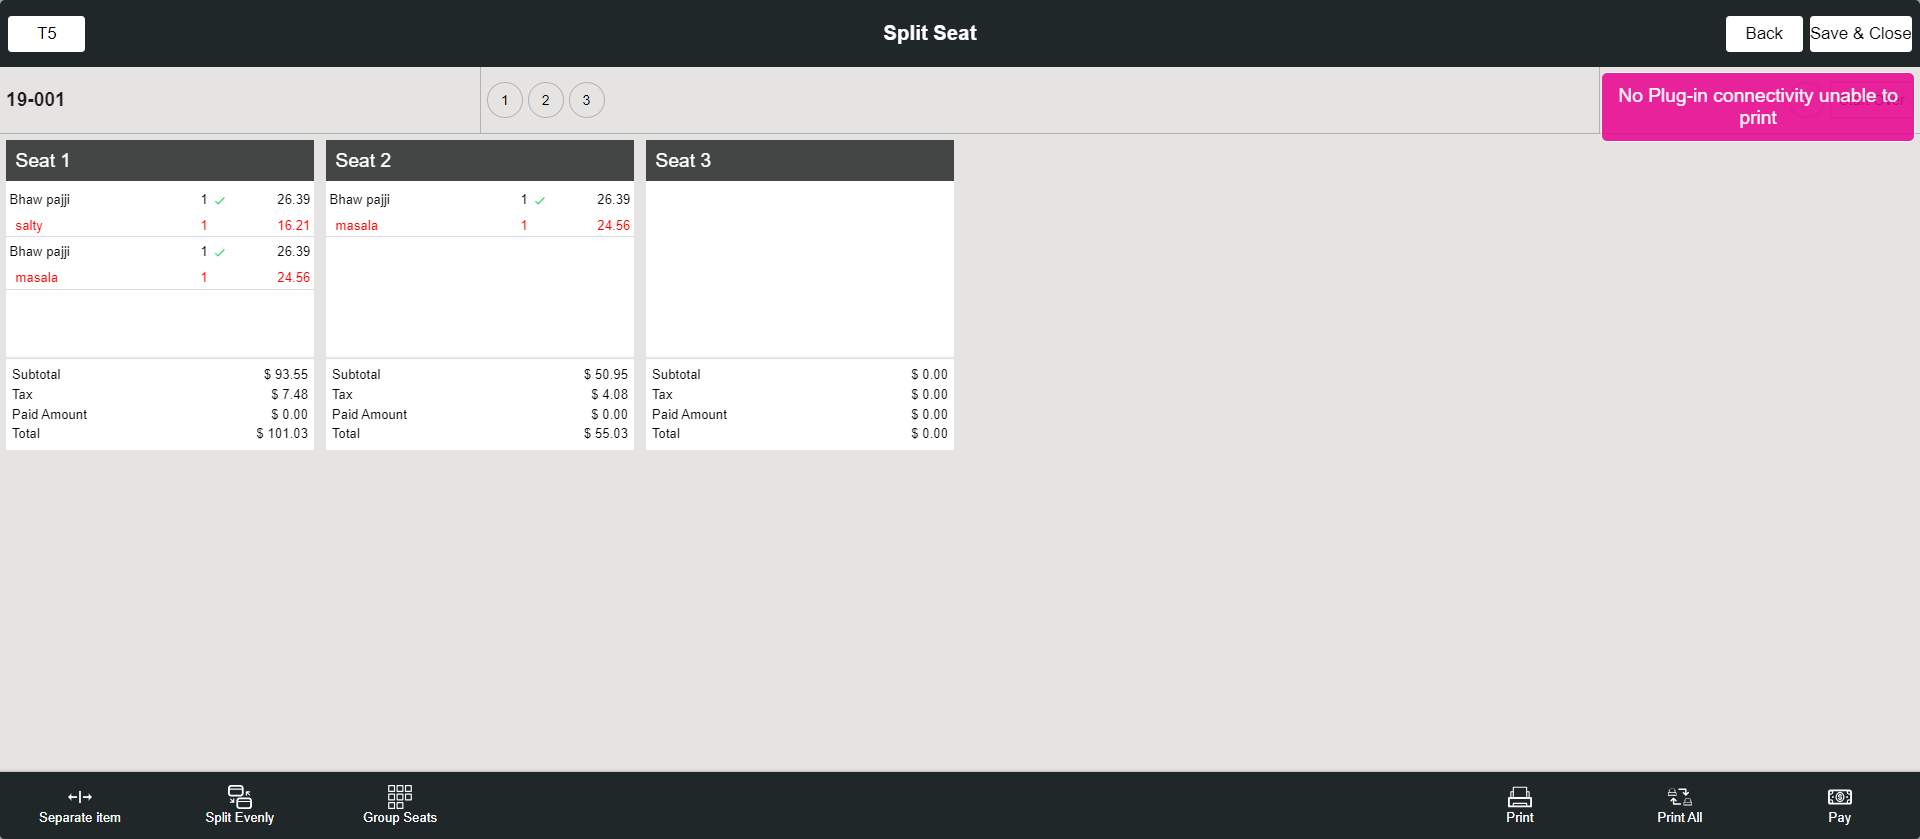 T5
Split Seat
Back
Save & Close
19-001
1 2 3
No Plug-in connectivity unable to
print
Seat 1
Bhaw pajji 1 26.39
salty 1 16.21
Bhaw pajji 1 26.39
masala 1 24.56
Subtotal $ 93.55
Tax $ 7.48
Paid Amount $ 0.00
Total $ 101.03
Seat 2
Bhaw pajji 1 26.39
masala 1 24.56
Subtotal $ 50.95
Tax $ 4.08
Paid Amount $ 0.00
Total $ 55.03
Seat 3
Subtotal $ 0.00
Tax $ 0.00
Paid Amount $ 0.00
Total $ 0.00
Separate item
Split Evenly
Group Seats
Print
Print All
Pay